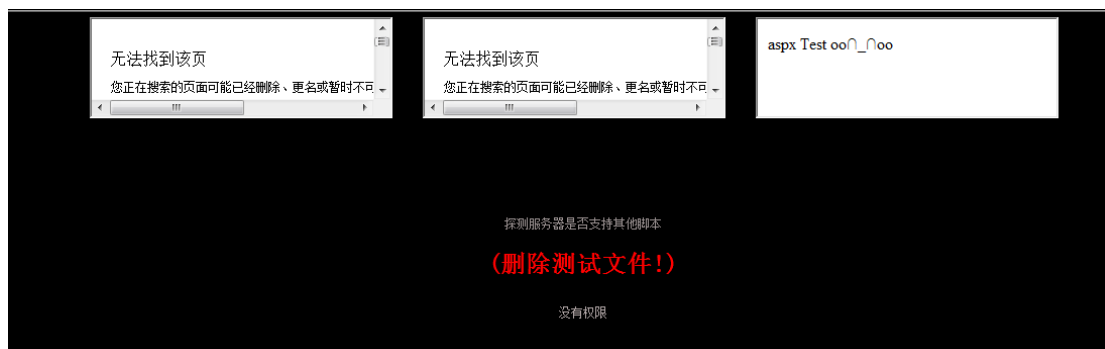 无法找到该页
您正在搜索的页面可能已经删除、更名或暂时不可
无法找到该页
您正在搜索的页面可能已经删除、更名或暂时不可
aspx Test oo∩_∩oo
探测服务器是否支持其他脚本
(删除测试文件!)
没有权限